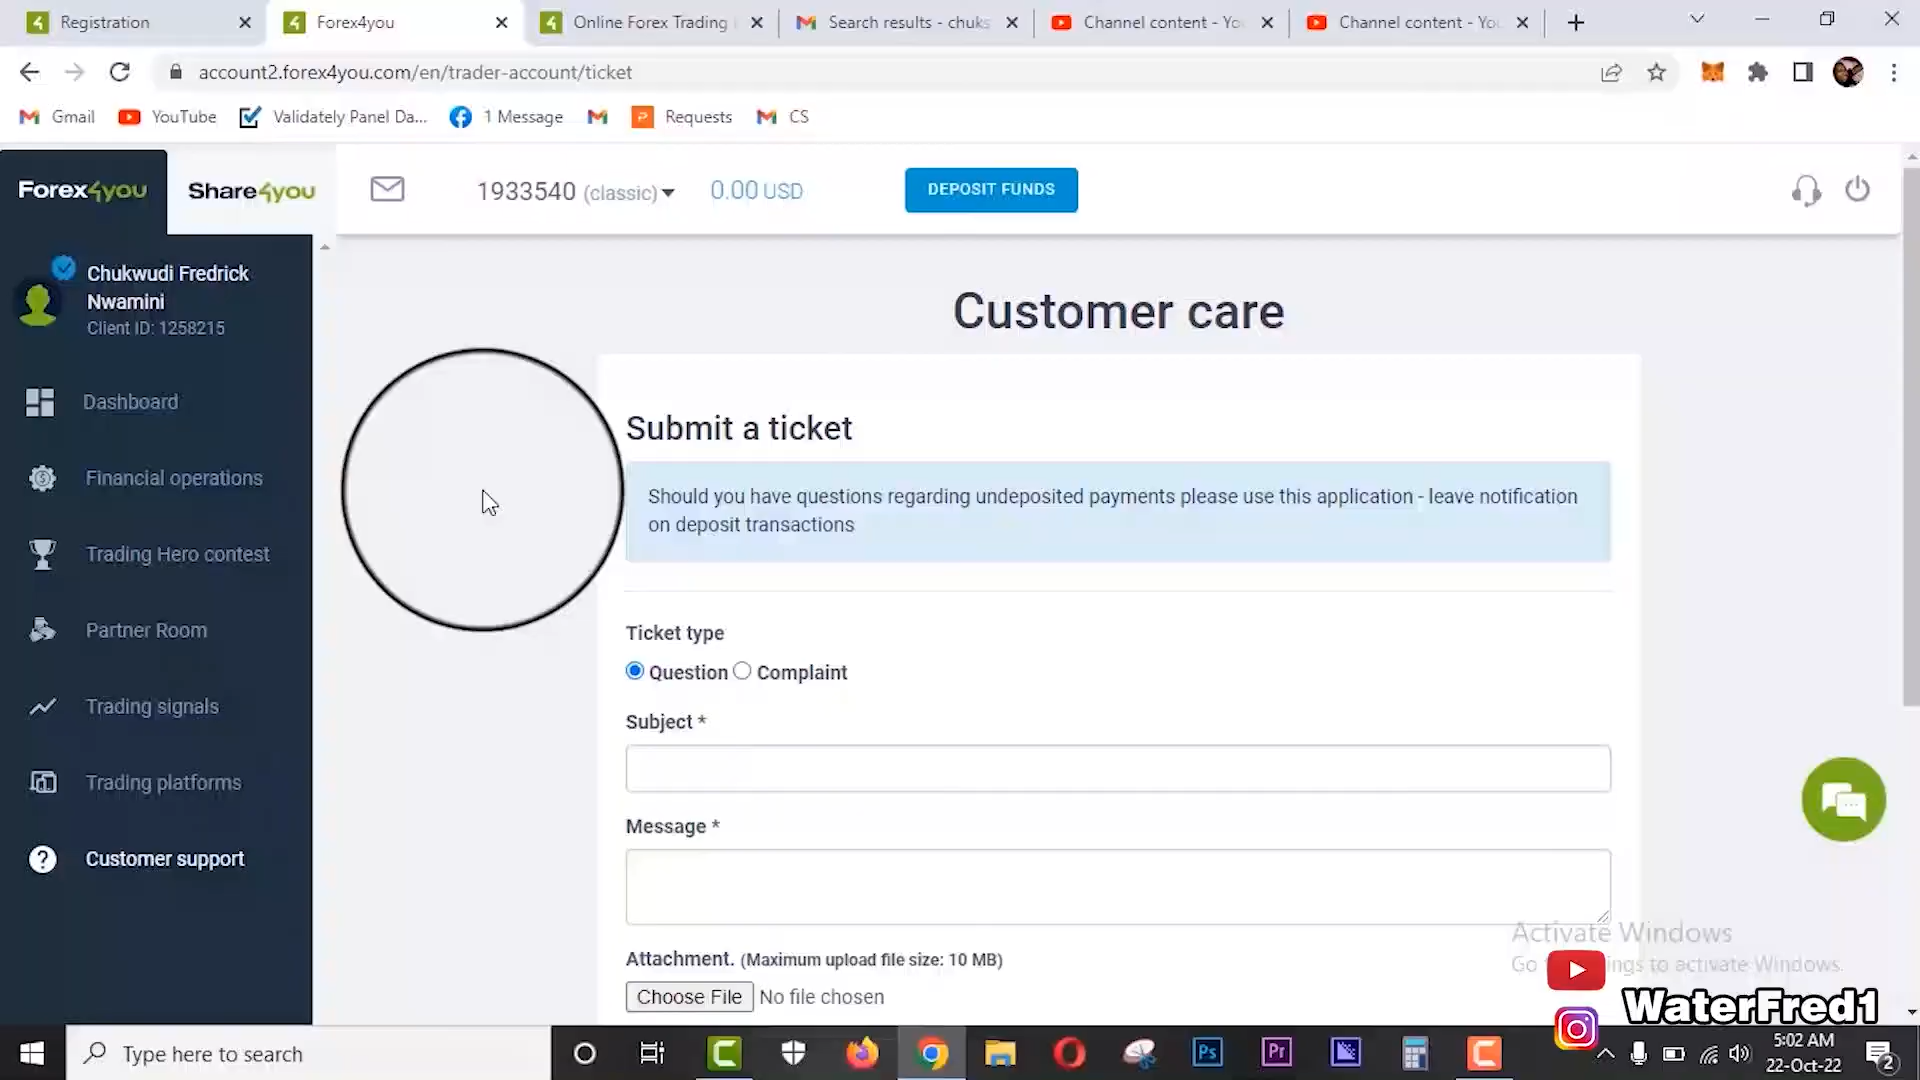 Registration
Forex4you
Online Forex Trading
Search results - chuks
Channel content - You
Channel content - You
account2.forex4you.com/en/trader-account/ticket
Gmail
YouTube
Validately Panel Da...
1 Message
Requests
CS
Forex4you
Share4you
1933540 (classic)
0.00 USD
DEPOSIT FUNDS
Chukwudi Fredrick
Nwamini
Client ID: 1258215
Dashboard
Financial operations
Trading Hero contest
Partner Room
Trading signals
Trading platforms
Customer support
Customer care
Submit a ticket
Should you have questions regarding undeposited payments please use this application - leave notification
on deposit transactions
Ticket type
Question Complaint
Subject *
Message *
Attachment. (Maximum upload file size: 10 MB)
Choose File No file chosen
Activate Windows
Go to activate Windows.
WaterFred1
Type here to search
Ps
Pr
5:02 AM
22-Oct-22
2